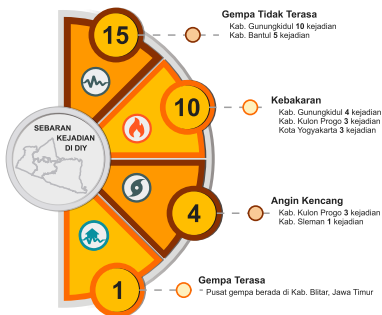 Gempa Tidak Terasa
Kab. Gunungkidul 10 kejadian
Kab. Bantul 5 kejadian
15
Kebakaran
Kab. Gunungkidul 4 kejadian
Kab. Kulon Progo 3 kejadian
Kota Yogyakarta 3 kejadian
10
SEBARAN
KEJADIAN
DI DIY
Angin Kencang
Kab. Kulon Progo 3 kejadian
Kab. Sleman 1 kejadian
4
Gempa Terasa
Pusat gempa berada di Kab. Blitar, Jawa Timur
1